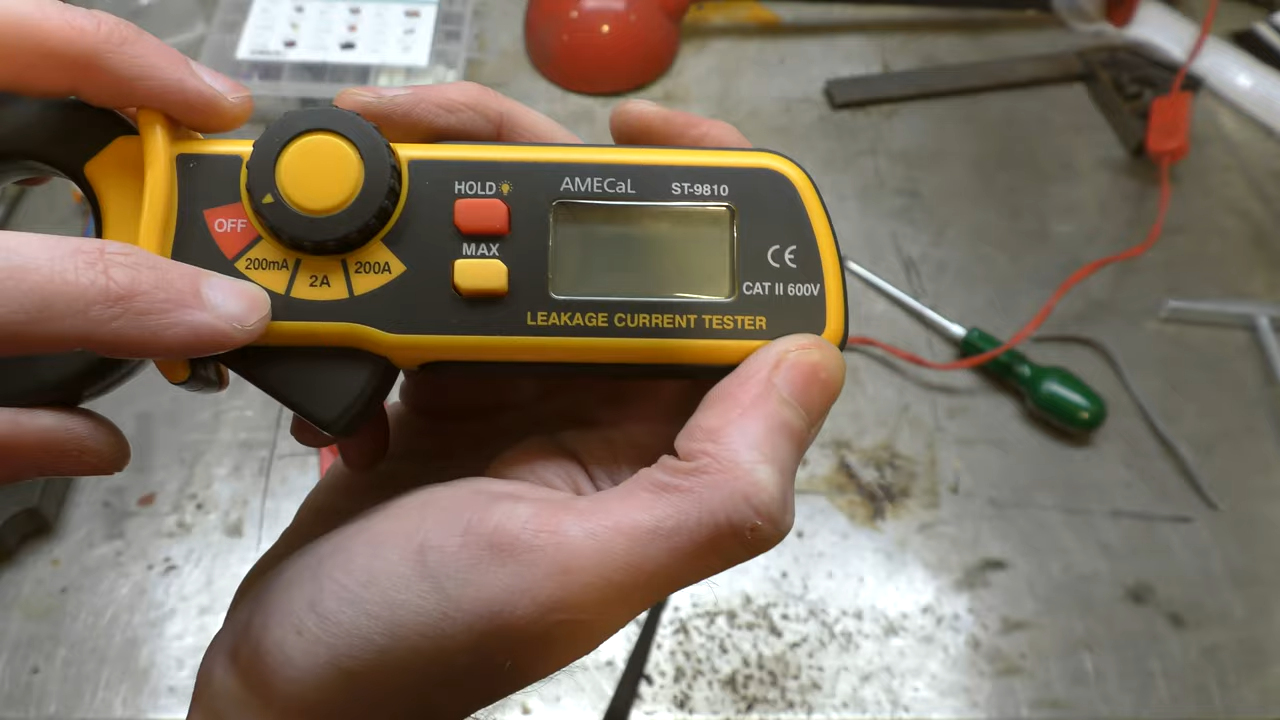 OFF
200mA
2A
200A
HOLD
MAX
AMECaL ST-9810
CE
CAT II 600V
LEAKAGE CURRENT TESTER